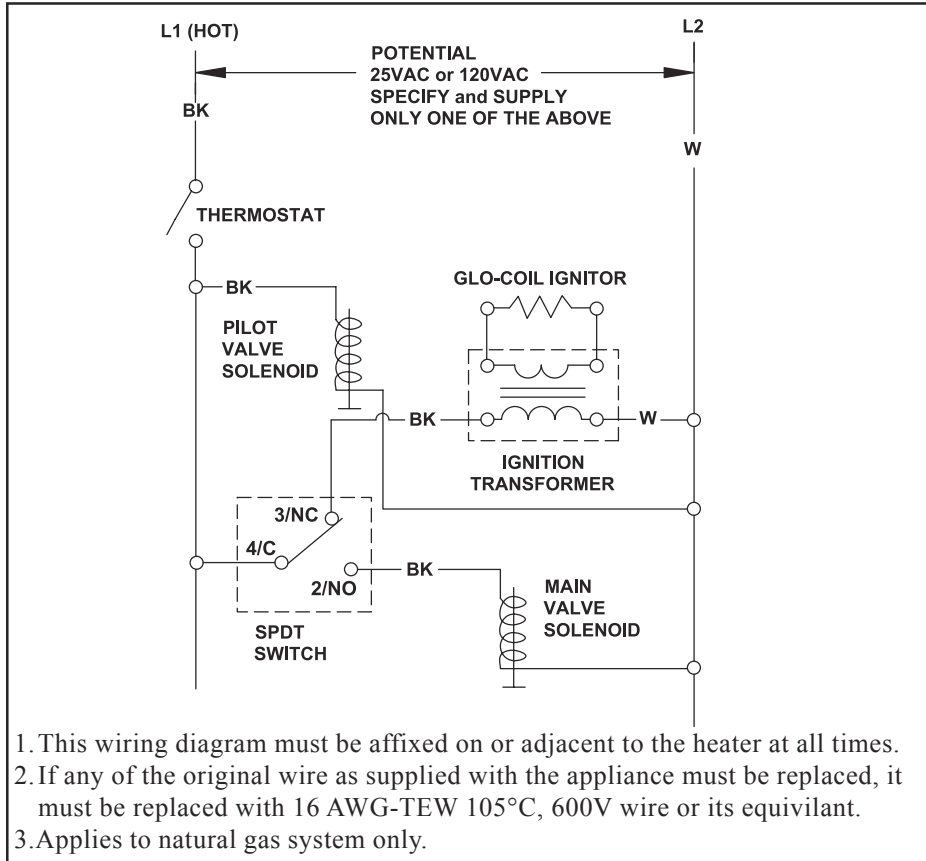 L1 (HOT)
L2
POTENTIAL
25VAC or 120VAC
SPECIFY and SUPPLY
ONLY ONE OF THE ABOVE
BK
W
THERMOSTAT
BK
GLO-COIL IGNITOR
PILOT
VALVE
SOLENOID
BK
W
IGNITION
TRANSFORMER
3/NC
4/C
2/NO
BK
MAIN
VALVE
SOLENOID
SPDT
SWITCH
1.This wiring diagram must be affixed on or adjacent to the heater at all times.
2.If any of the original wire as supplied with the appliance must be replaced, it
must be replaced with 16 AWG-TEW 105°C, 600V wire or its equivilant.
3.Applies to natural gas system only.